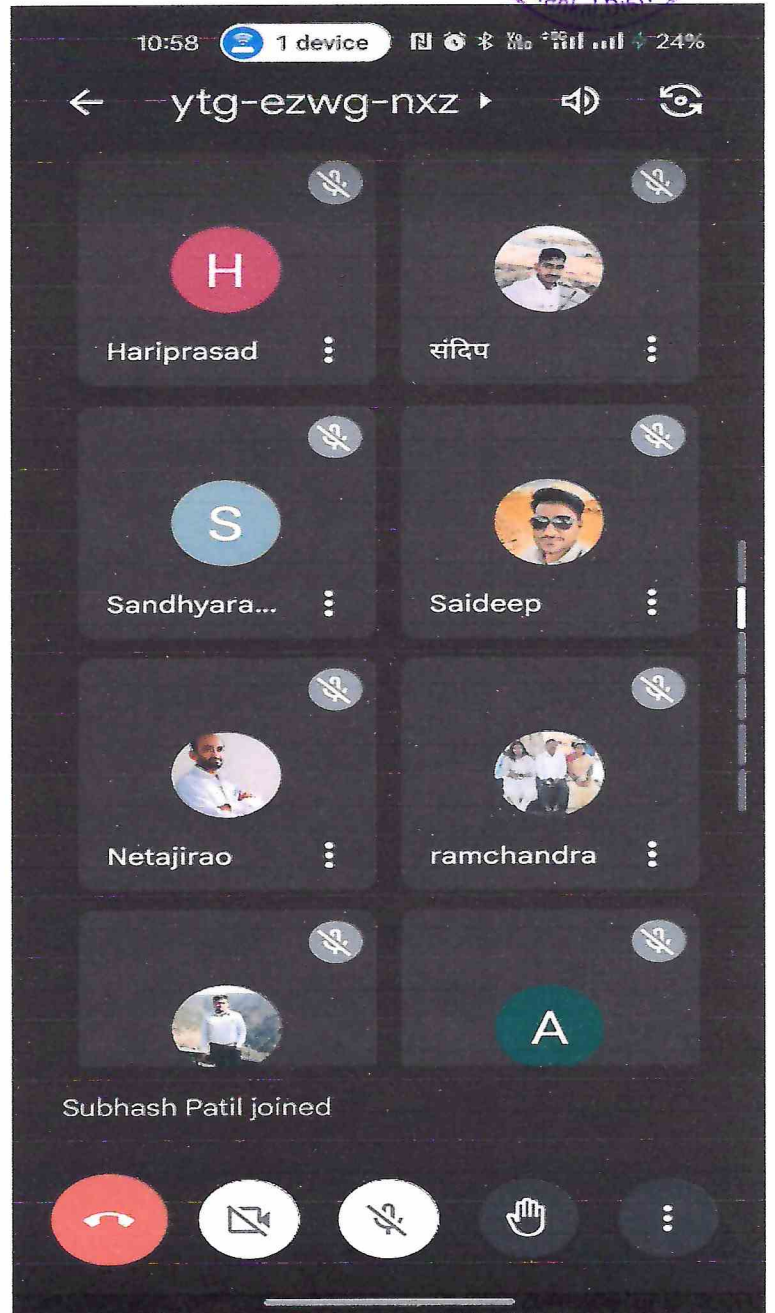 10:58 1 device 24%
ytg-ezwg-nxz
H
Hariprasad
संदिप
S
Sandhyara...
Saideep
Netajirao
ramchandra
A
Subhash Patil joined